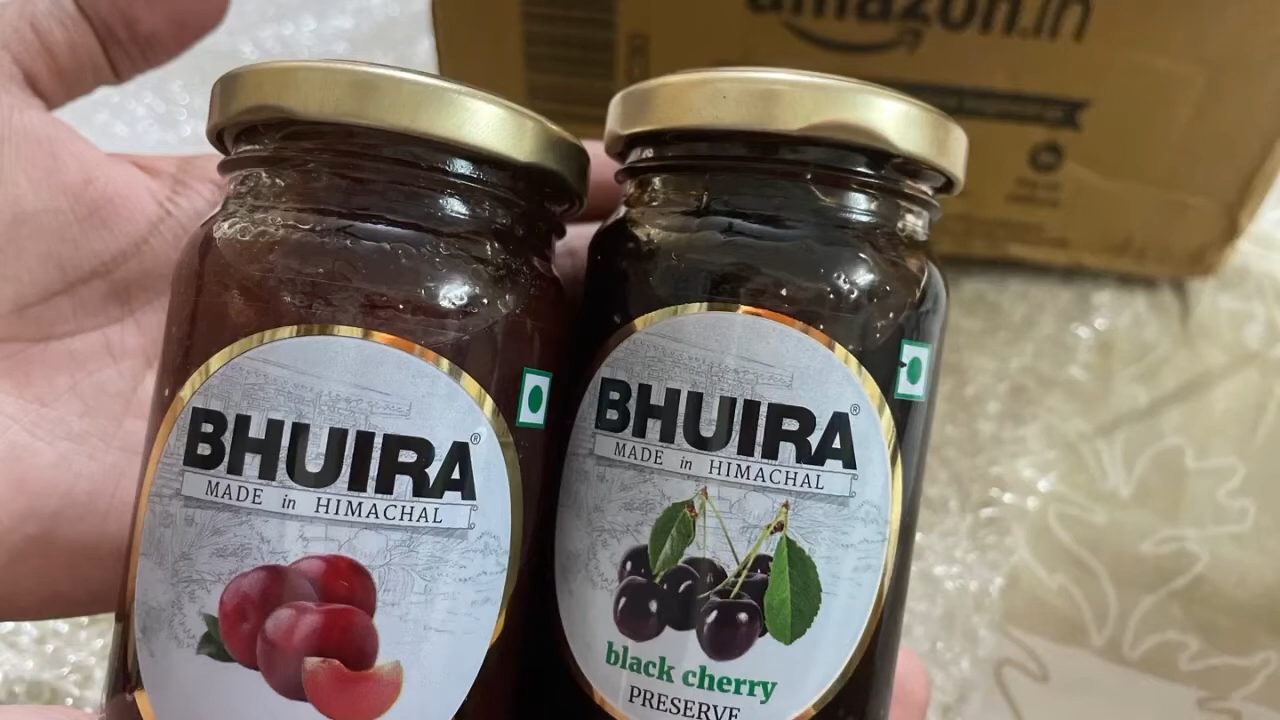 amazon.in
BHUIRA®
MADE in HIMACHAL
BHUIRA®
MADE in HIMACHAL
black cherry
PRESERVE